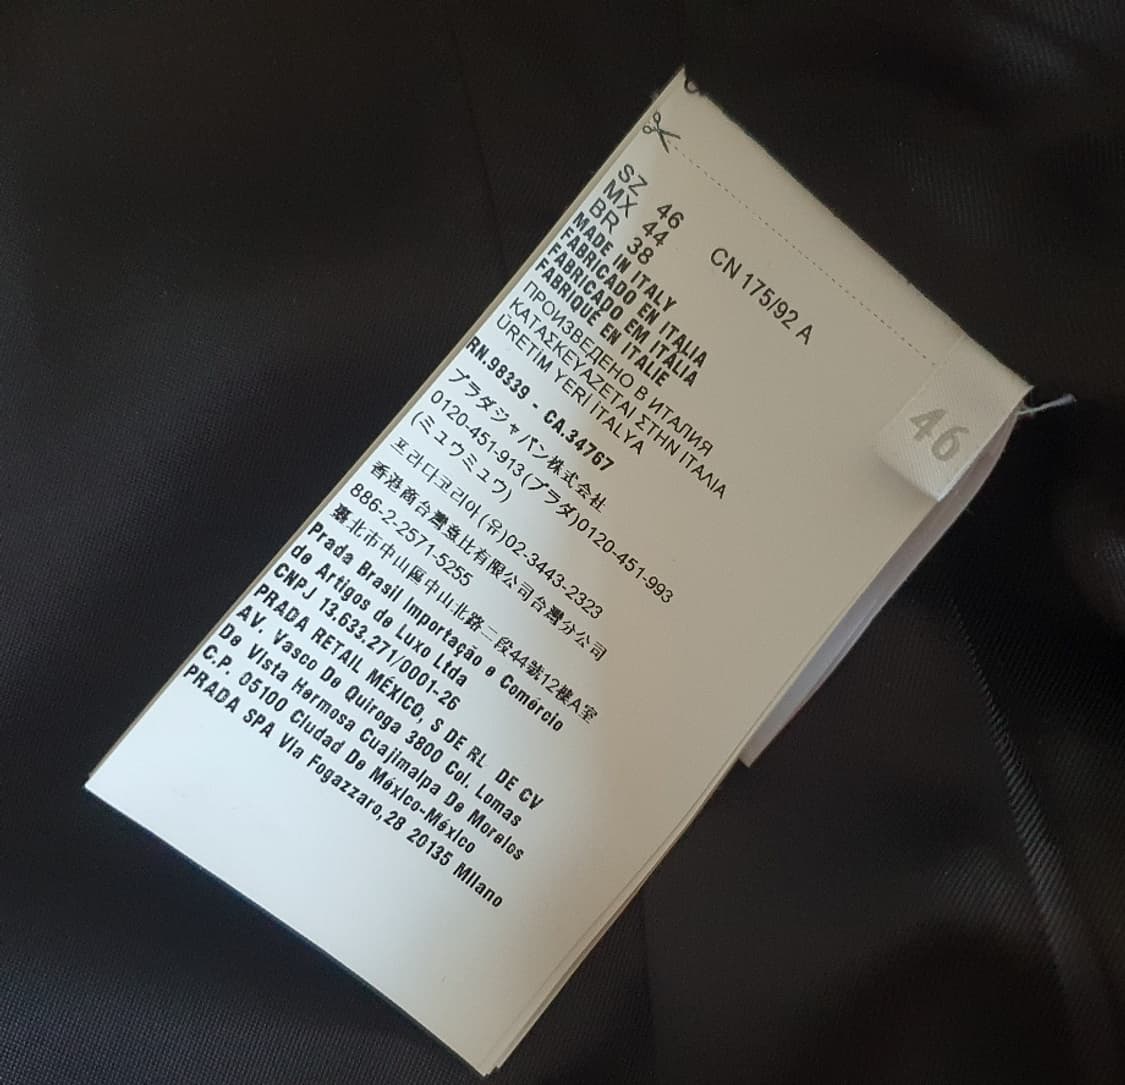 SZ 46
MX 44 CN 175/92 A
BR 38
MADE IN ITALY
FABRICADO EN ITALIA
FABRICADO EM ITÁLIA
FABRIQUÉ EN ITALIE
ПРОИЗВЕДЕНО В ИТАЛИЯ
ΚΑΤΑΣΚΕΥΑΖΕΤΑΙ ΣΤΗΝ ΙΤΑΛΙΑ
ÜRETİM YERİ İTALYA
RN.98339 - CA.34767
プラダジャパン株式会社
0120-451-913(プラダ)0120-451-993
(ミュウミュウ)
프라다코리아(유)02-3443-2323
香港商台灣比有限公司台灣分公司
886-2-2571-5255
臺北市中山區中山北路二段44號12樓A室
Prada Brasil Importação e Comércio
de Artigos de Luxo Ltda
CNPJ 13.633.271/0001-26
PRADA RETAIL MÉXICO, S DE RL DE CV
AV. Vasco De Quiroga 3800 Col. Lomas
De Vista Hermosa Cuajimalpa De Morelos
C.P. 05100 Ciudad De México-México
PRADA SPA Via Fogazzaro,28 20135 Milano
46